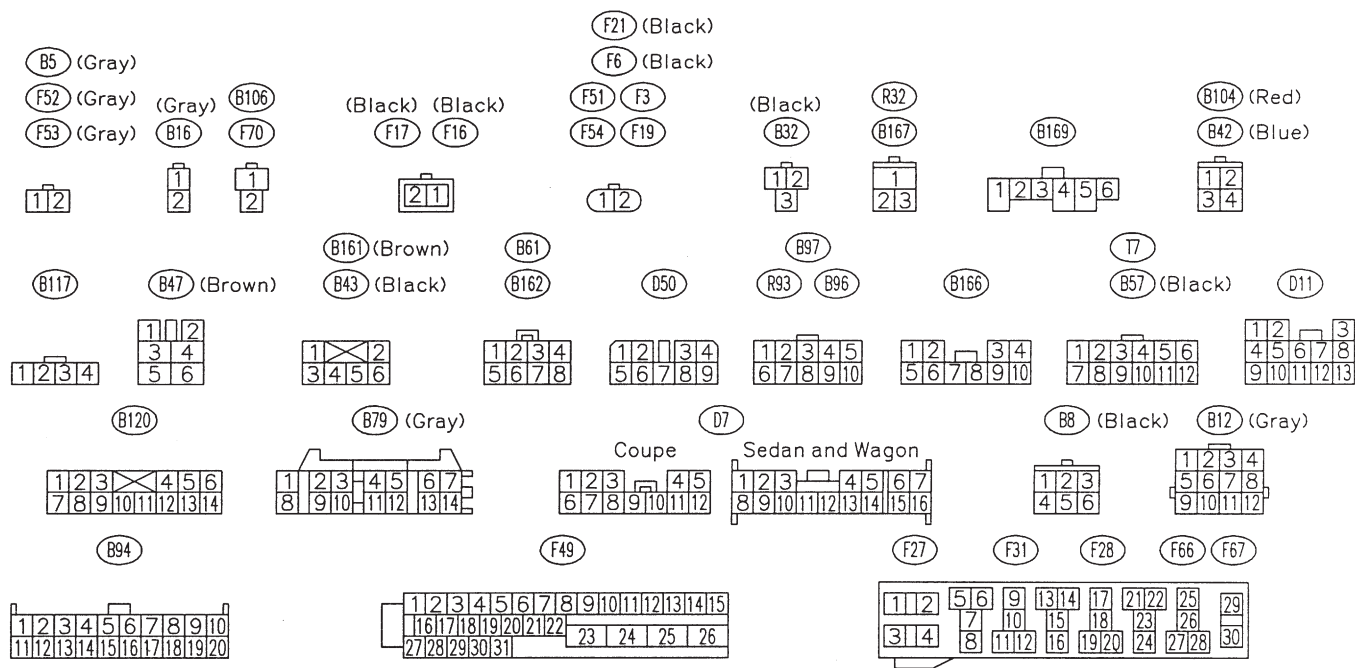 F21 (Black)
B5 (Gray) F6 (Black)
F52 (Gray) (Gray) B106 (Black) (Black) F51 F3 (Black) R32 B104 (Red)
F53 (Gray) B16 F70 F17 F16 F54 F19 B32 B167 B169 B42 (Blue)
1 2 1 2 1 2 2 1 1 2 1 2 3 1 2 3 1 2 3 4 5 6 1 2 3 4
B161 (Brown) B61 B97 T7
B117 B47 (Brown) B43 (Black) B162 D50 R93 B96 B166 B57 (Black) D11
1 2 3 4
1 2
3 4
5 6
1 2
3 4 5 6
1 2 3 4
5 6 7 8
1 2 3 4
5 6 7 8 9
1 2 3 4 5
6 7 8 9 10
1 2 3 4
5 6 7 8 9 10
1 2 3 4 5 6
7 8 9 10 11 12
1 2 3
4 5 6 7 8
9 10 11 12 13
B120 B79 (Gray) D7 B8 (Black) B12 (Gray)
Coupe Sedan and Wagon
1 2 3 4 5 6
7 8 9 10 11 12 13 14
1 2 3 4 5 6 7
8 9 10 11 12 13 14
1 2 3 4 5
6 7 8 9 10 11 12
1 2 3 4 5 6 7
8 9 10 11 12 13 14 15 16
1 2 3
4 5 6
1 2 3 4
5 6 7 8
9 10 11 12
B94 F49 F27 F31 F28 F66 F67
1 2 3 4 5 6 7 8 9 10
11 12 13 14 15 16 17 18 19 20
1 2 3 4 5 6 7 8 9 10 11 12 13 14 15
16 17 18 19 20 21 22 23 24 25 26
27 28 29 30 31
1 2 5 6 9 13 14 17 21 22 25 29
7 10 15 18 23 26
3 4 8 11 12 16 19 20 24 27 28 30